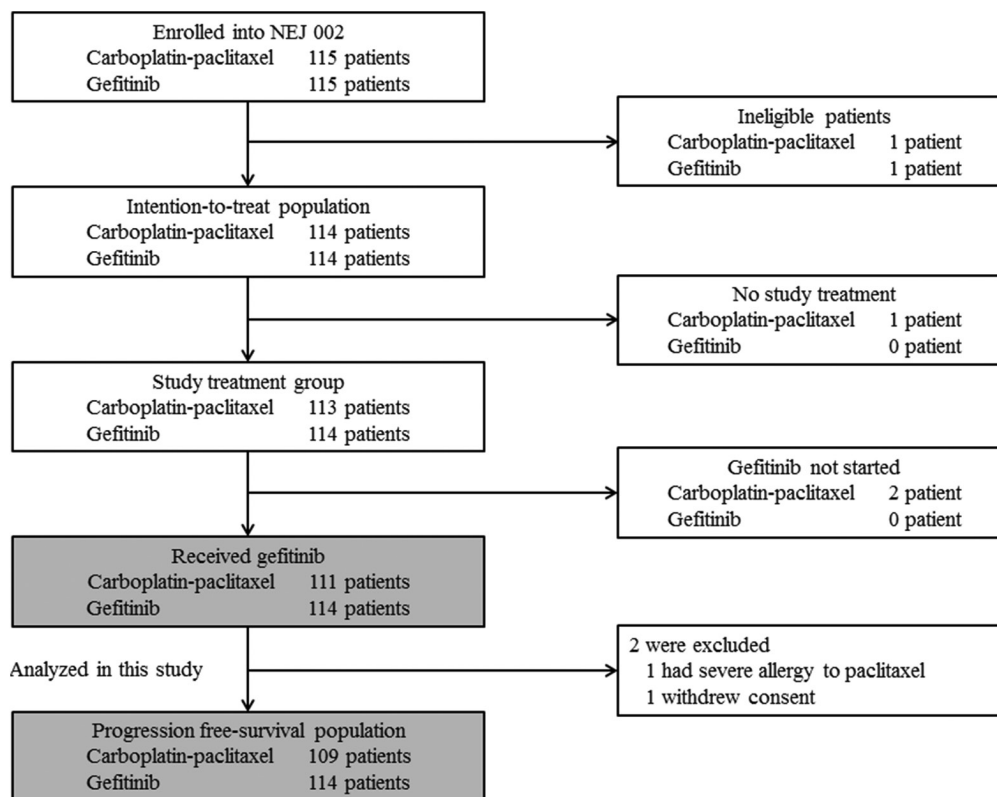 Enrolled into NEJ 002
Carboplatin-paclitaxel 115 patients
Gefitinib 115 patients
Ineligible patients
Carboplatin-paclitaxel 1 patient
Gefitinib 1 patient
Intention-to-treat population
Carboplatin-paclitaxel 114 patients
Gefitinib 114 patients
No study treatment
Carboplatin-paclitaxel 1 patient
Gefitinib 0 patient
Study treatment group
Carboplatin-paclitaxel 113 patients
Gefitinib 114 patients
Gefitinib not started
Carboplatin-paclitaxel 2 patient
Gefitinib 0 patient
Received gefitinib
Carboplatin-paclitaxel 111 patients
Gefitinib 114 patients
2 were excluded
1 had severe allergy to paclitaxel
1 withdrew consent
Analyzed in this study
Progression free-survival population
Carboplatin-paclitaxel 109 patients
Gefitinib 114 patients